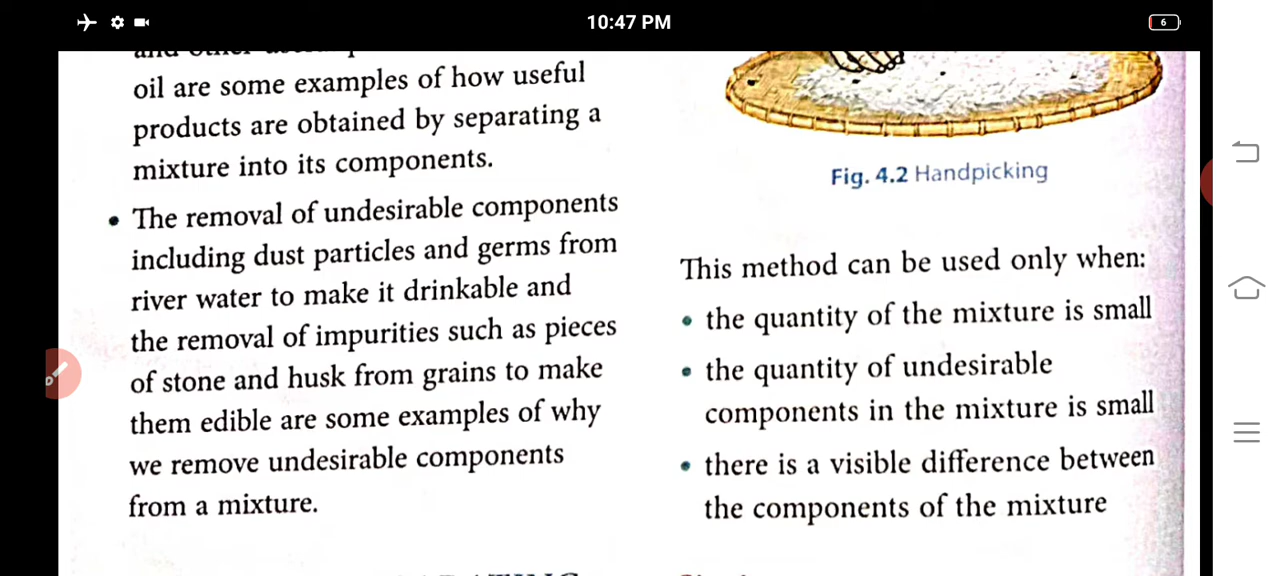 10:47 PM
6
oil are some examples of how useful
products are obtained by separating a
mixture into its components.
• The removal of undesirable components
including dust particles and germs from
river water to make it drinkable and
the removal of impurities such as pieces
of stone and husk from grains to make
them edible are some examples of why
we remove undesirable components
from a mixture.
Fig. 4.2 Handpicking
This method can be used only when:
• the quantity of the mixture is small
• the quantity of undesirable
components in the mixture is small
• there is a visible difference between
the components of the mixture